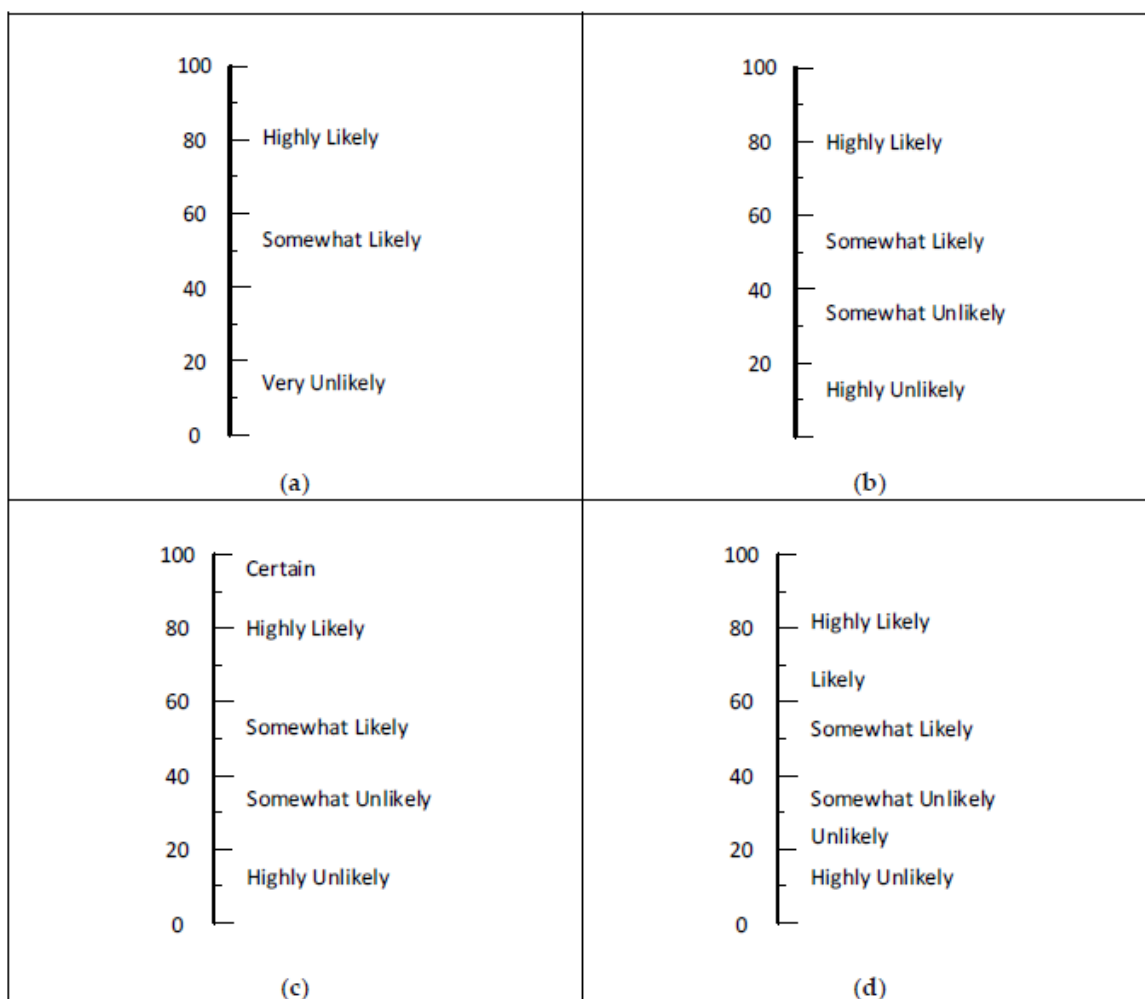 100
80 Highly Likely
60
Somewhat Likely
40
20
Very Unlikely
0
(a)
100
80 Highly Likely
60
Somewhat Likely
40
Somewhat Unlikely
20
Highly Unlikely
(b)
100
Certain
80 Highly Likely
60
Somewhat Likely
40
Somewhat Unlikely
20
Highly Unlikely
0
(c)
100
80 Highly Likely
Likely
60
Somewhat Likely
40
Somewhat Unlikely
Unlikely
20
Highly Unlikely
0
(d)